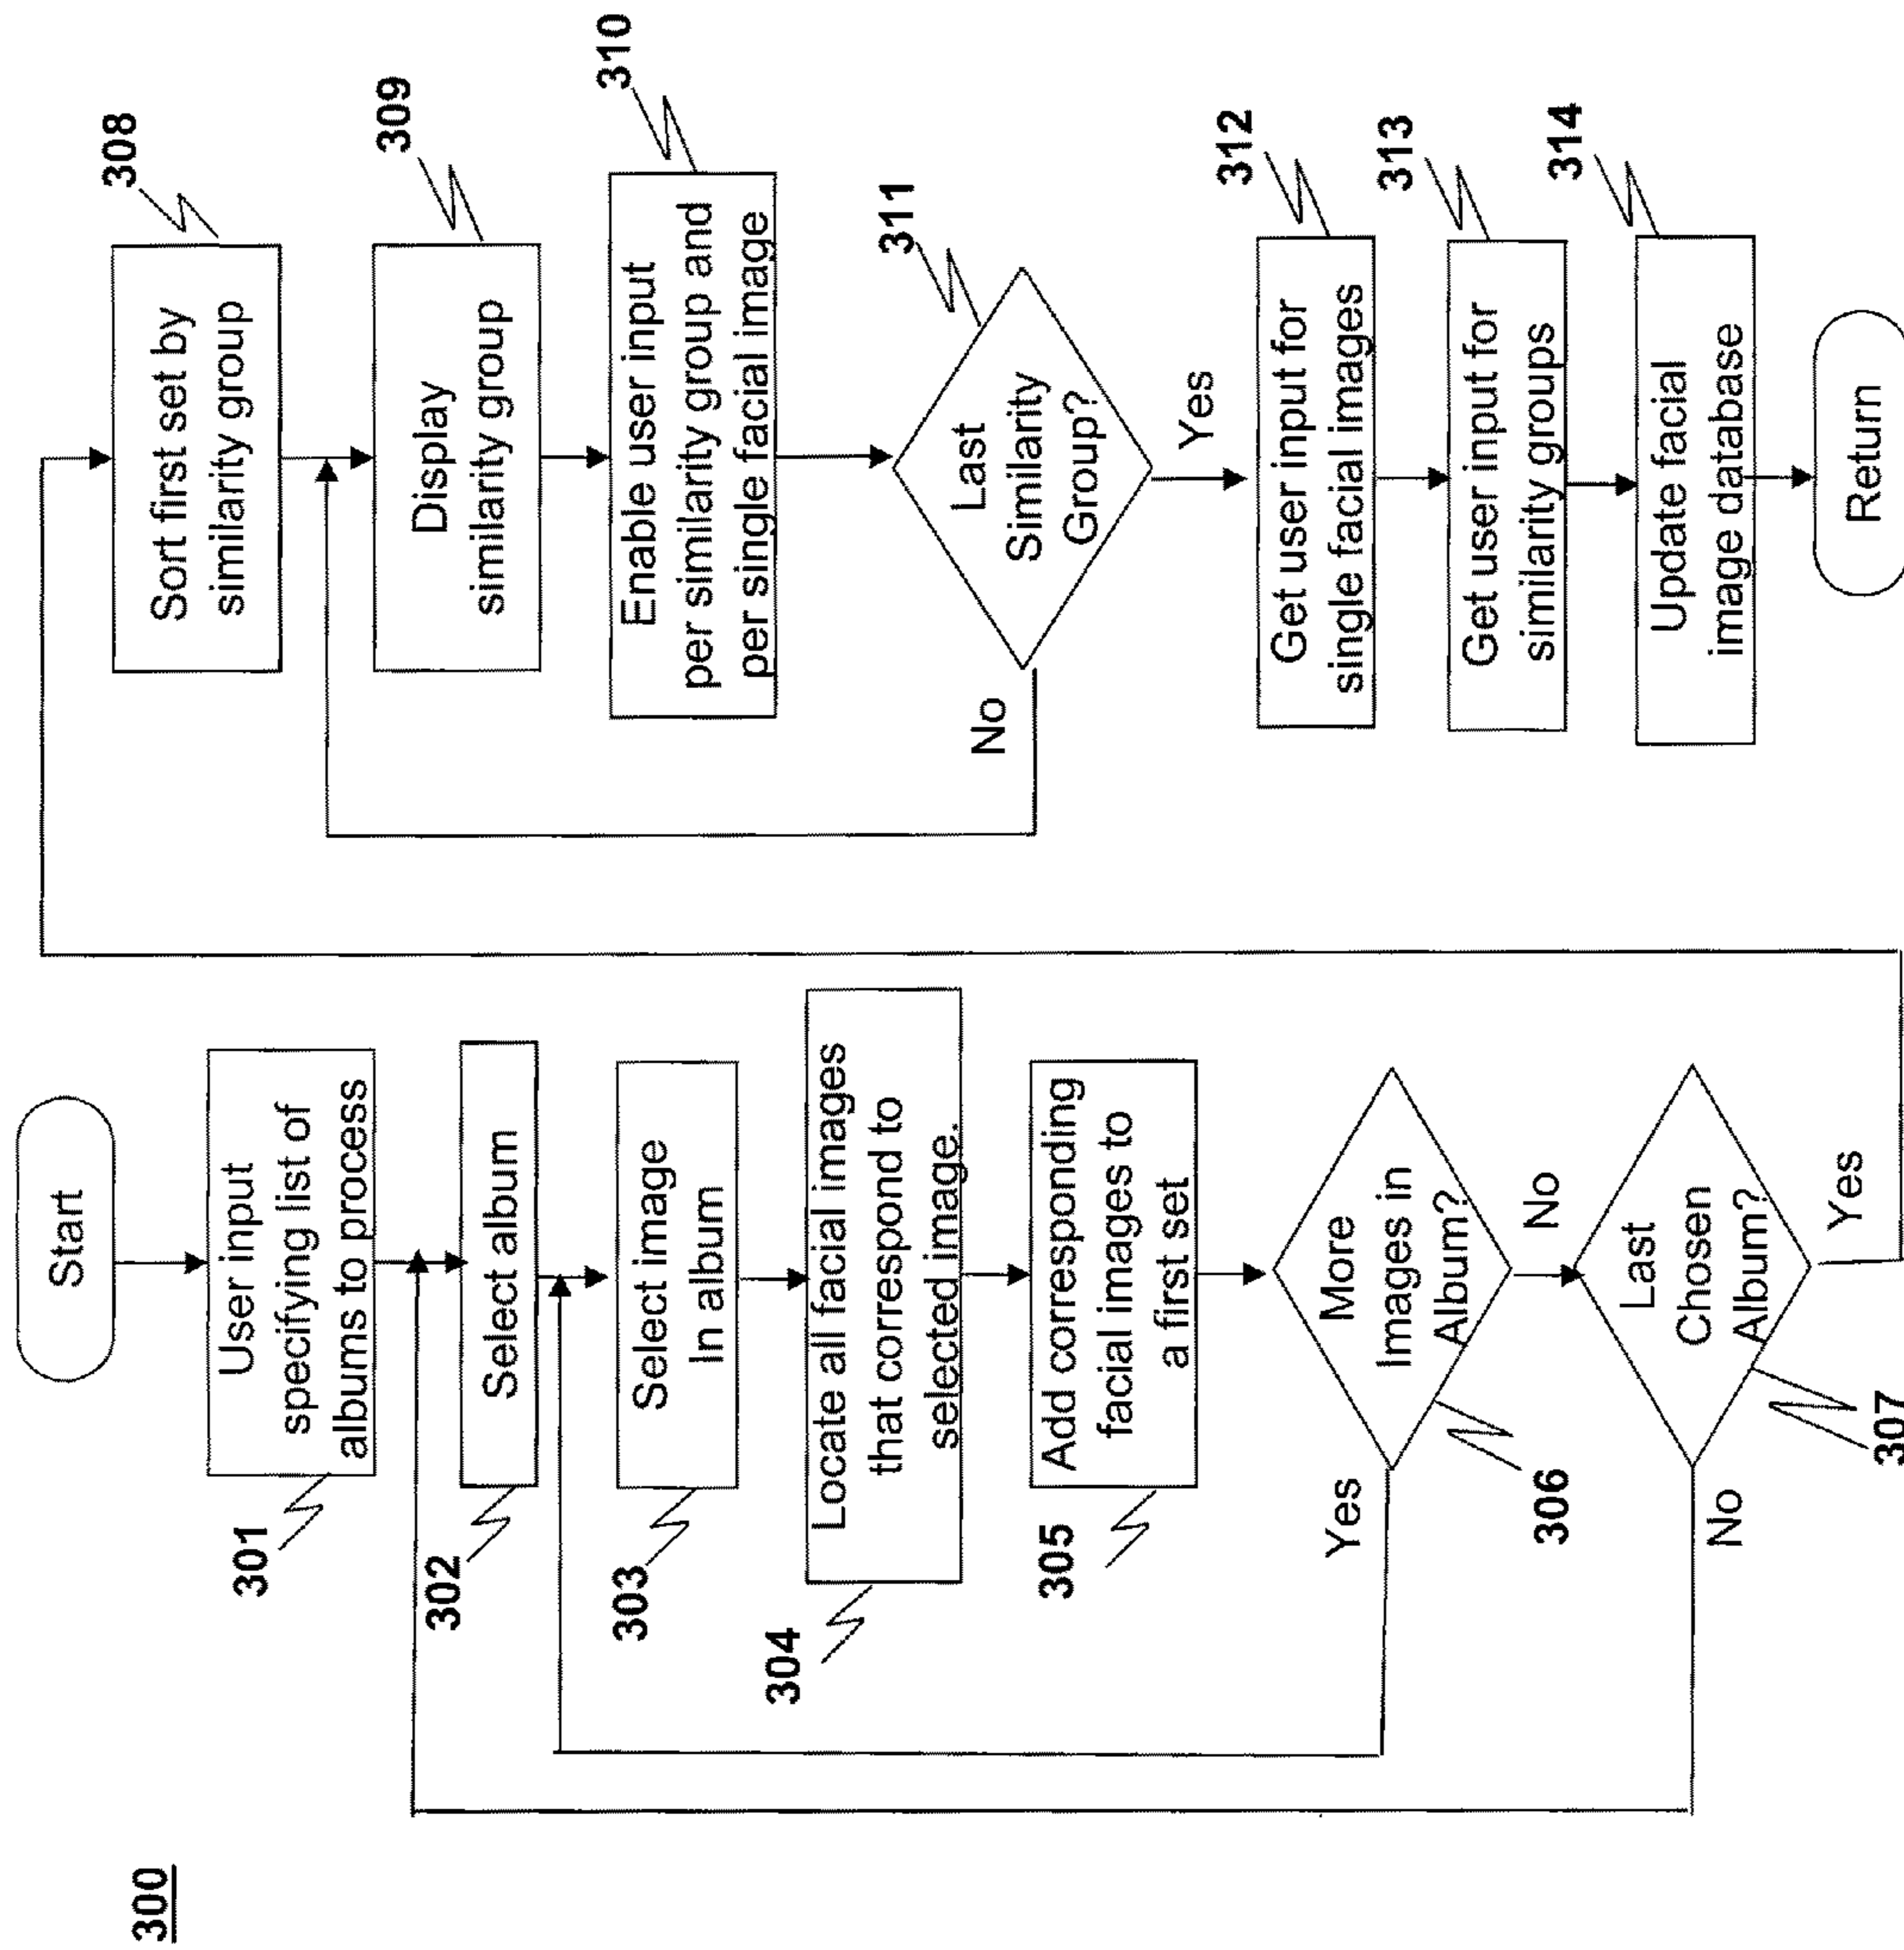 300
Start
User input
specifying list of
albums to process
301
Select album
302
Select image
In album
303
Locate all facial images
that correspond to
selected image.
304
Add corresponding
facial images to
a first set
305
More
Images in
Album?
306
Yes
No
Last
Chosen
Album?
307
No
Yes
Sort first set by
similarity group
308
Display
similarity group
309
Enable user input
per similarity group and
per single facial image
310
Last
Similarity
Group?
311
No
Yes
Get user input for
single facial images
312
Get user input for
similarity groups
313
Update facial
image database
314
Return